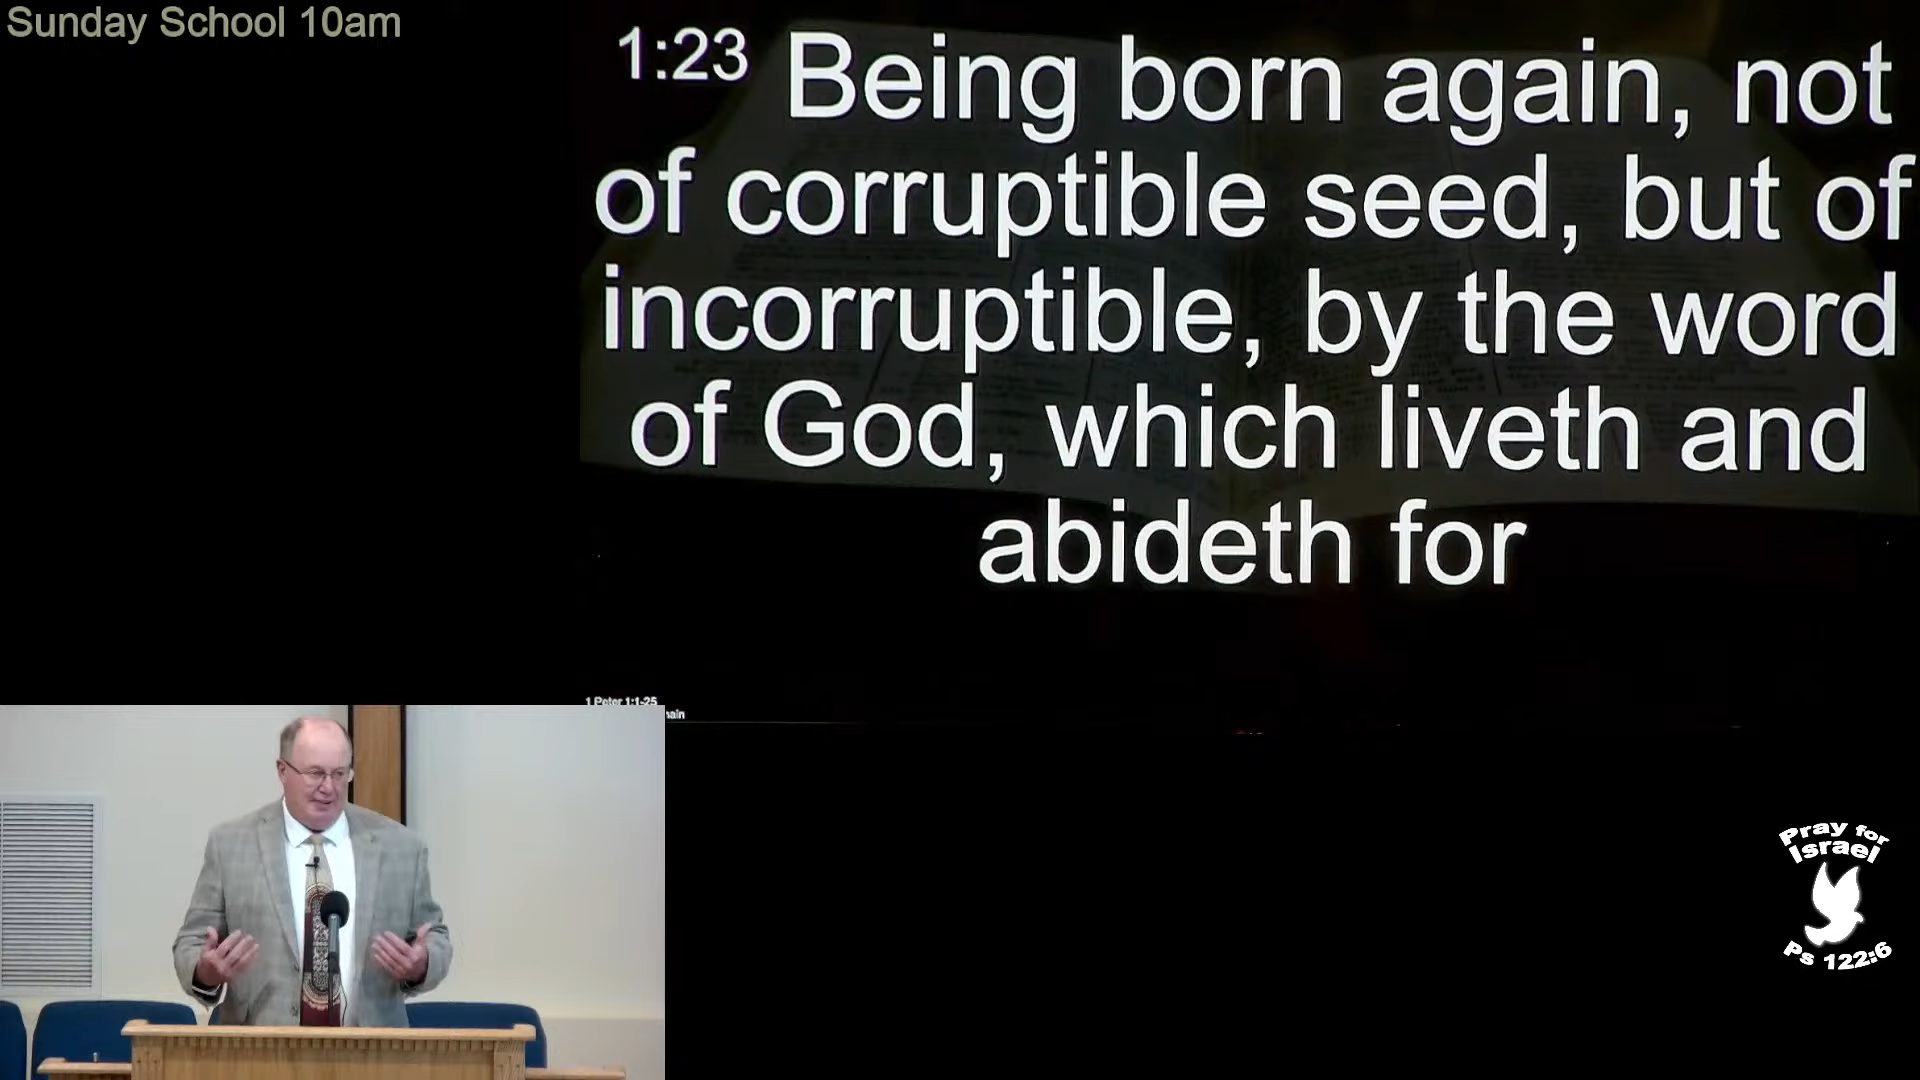 Sunday School 10am
1:23 Being born again, not
of corruptible seed, but of
incorruptible, by the word
of God, which liveth and
abideth for
1 Peter 1:1-25
Pray for
Israel
Ps 122:6